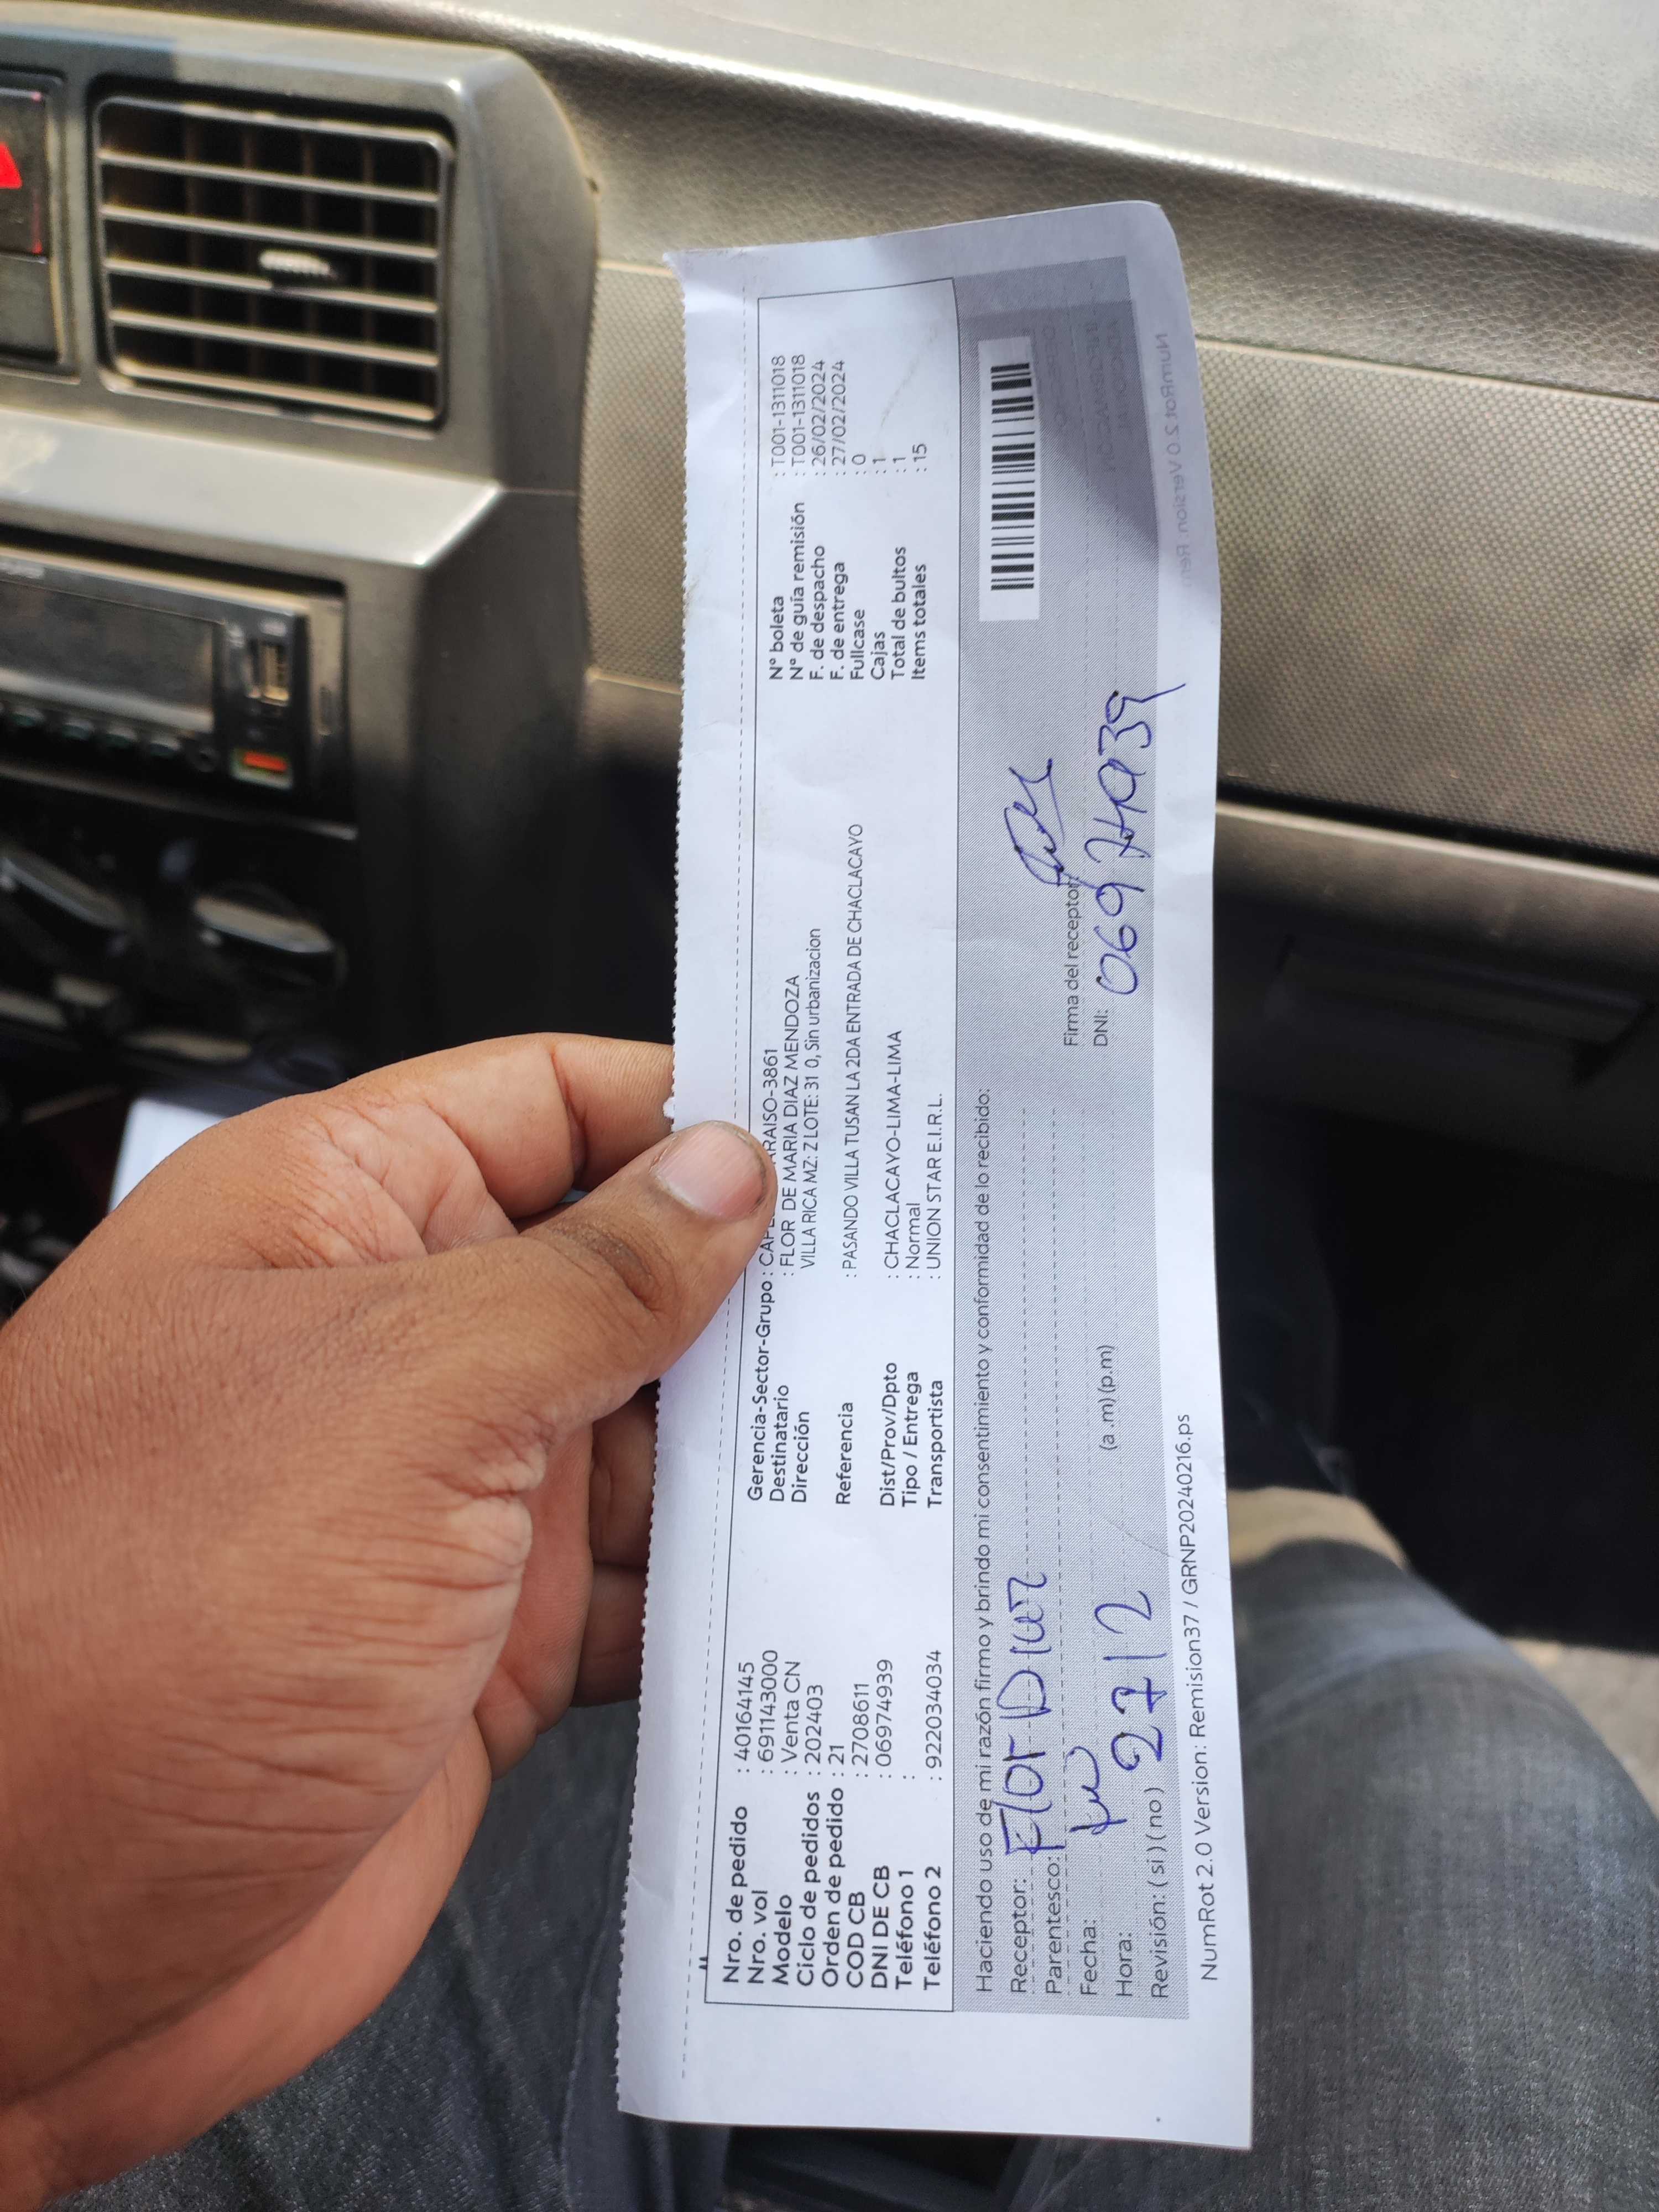 Nro. de pedido : 40164145
Nro. vol : 691143000
Modelo : Venta CN
Ciclo de pedidos : 202403
Orden de pedido : 21
COD CB : 2708611
DNI DE CB : 06974939
Teléfono 1 :
Teléfono 2 : 922034034
Gerencia-Sector-Grupo : RAISO-3861
Destinatario : FLOR DE MARIA DIAZ MENDOZA
Dirección VILLA RICA MZ: Z LOTE: 31 0, Sin urbanizacion
Referencia : PASANDO VILLA TUSAN LA 2DA ENTRADA DE CHACLACAYO
Dist/Prov/Dpto : CHACLACAYO-LIMA-LIMA
Tipo / Entrega : Normal
Transportista : UNION STAR E.I.R.L.
N° boleta : T001-1311018
N° de guía remisión : T001-1311018
F. de despacho : 26/02/2024
F. de entrega : 27/02/2024
Fullcase : 0
Cajas : 1
Total de bultos : 1
Items totales : 15
Haciendo uso de mi razón firmo y brindo mi consentimiento y conformidad de lo recibido:
Receptor: Flor Diaz
Parentesco:
Fecha: 27/2
Hora: (a .m) (p.m)
Revisión: ( si ) ( no )
Firma del receptor:
DNI: 06974939
NumRot 2.0 Version: Remision37 / GRNP20240216.ps